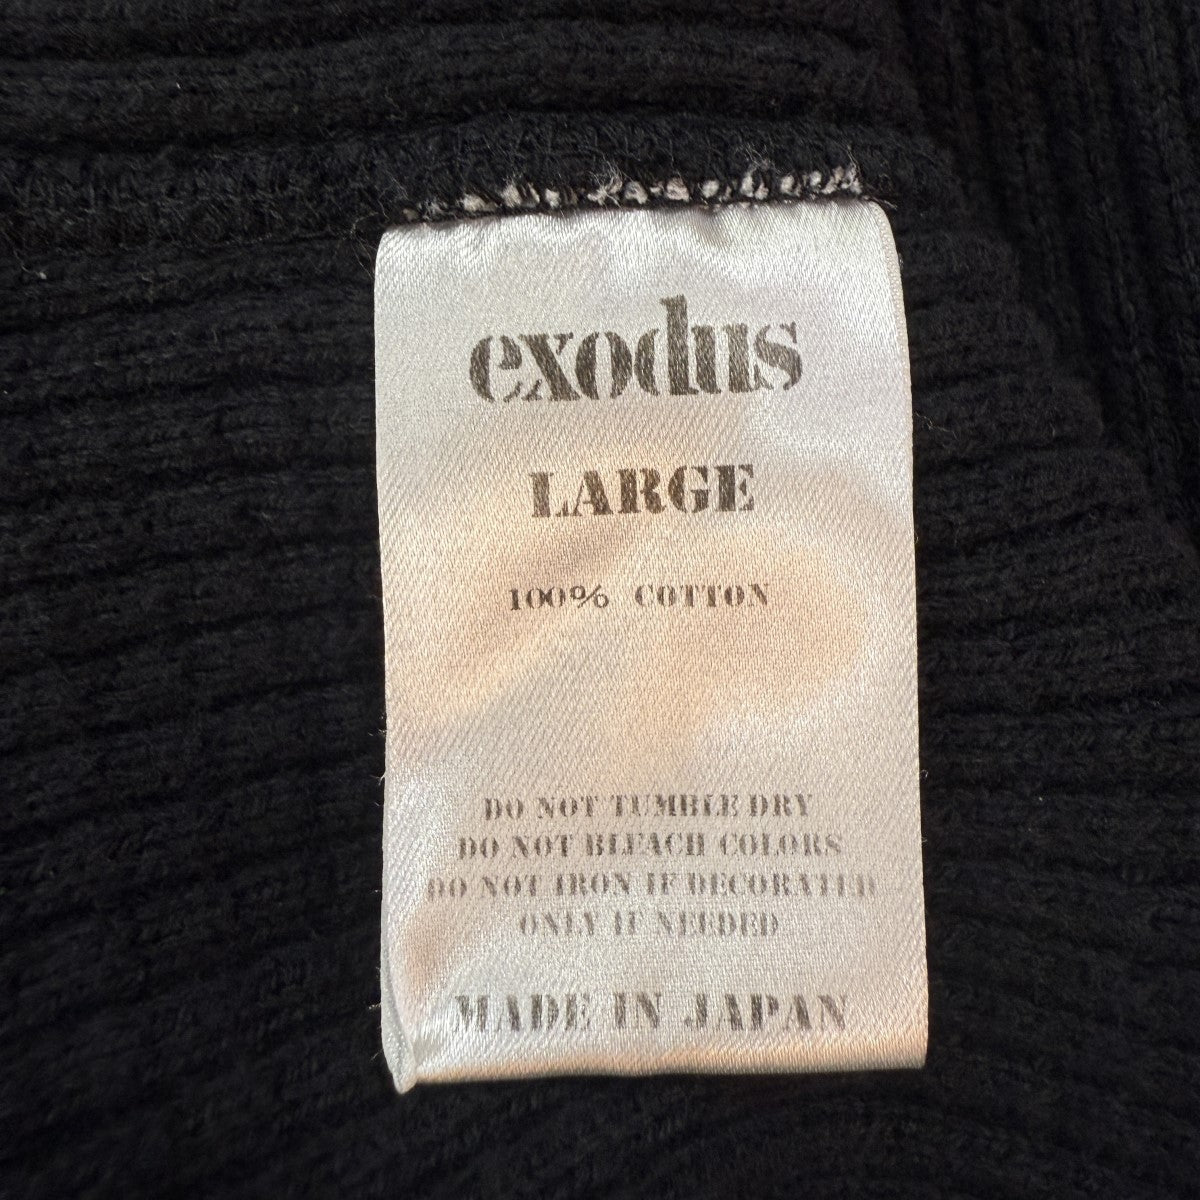 exodus
LARGE
100% COTTON
DO NOT TUMBLE DRY
DO NOT BLEACH COLORS
DO NOT IRON IF DECORATED
ONLY IF NEEDED
MADE IN JAPAN